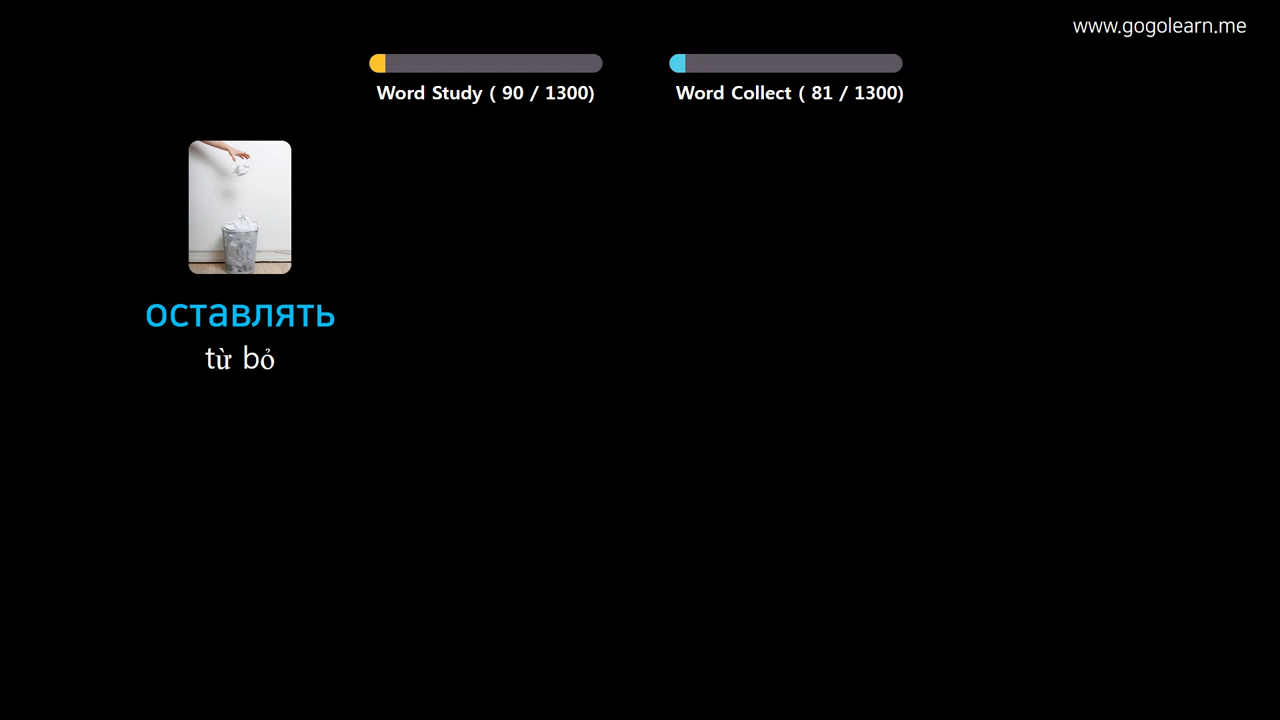 www.gogolearn.me
Word Study ( 90 / 1300)
Word Collect ( 81 / 1300)
оставлять
từ bỏ